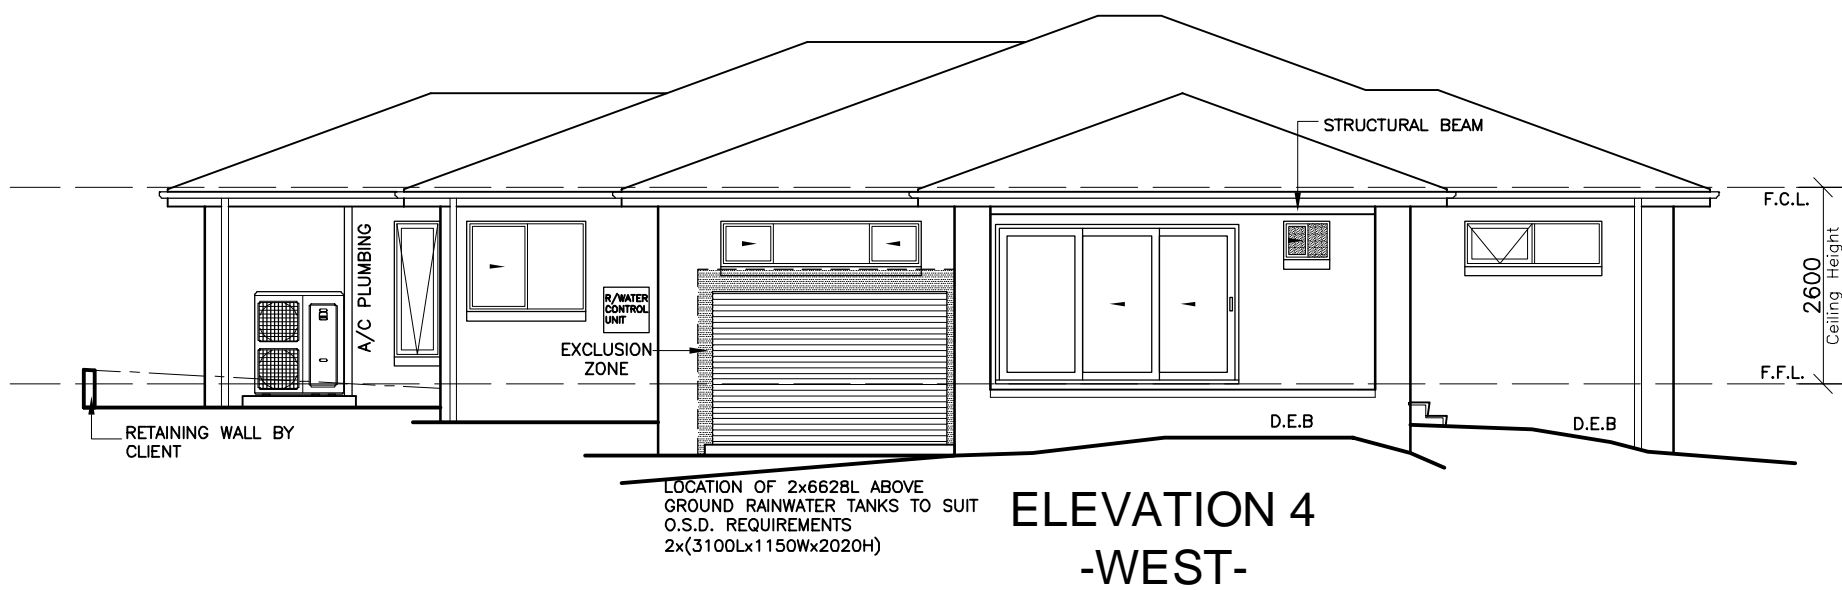 STRUCTURAL BEAM
F.C.L.
A/C PLUMBING
2600
Ceiling Height
R/WATER
CONTROL
UNIT
EXCLUSION
ZONE
F.F.L.
D.E.B
D.E.B
RETAINING WALL BY
CLIENT
LOCATION OF 2x6628L ABOVE
GROUND RAINWATER TANKS TO SUIT
O.S.D. REQUIREMENTS
2x(3100Lx1150Wx2020H)
ELEVATION 4
-WEST-